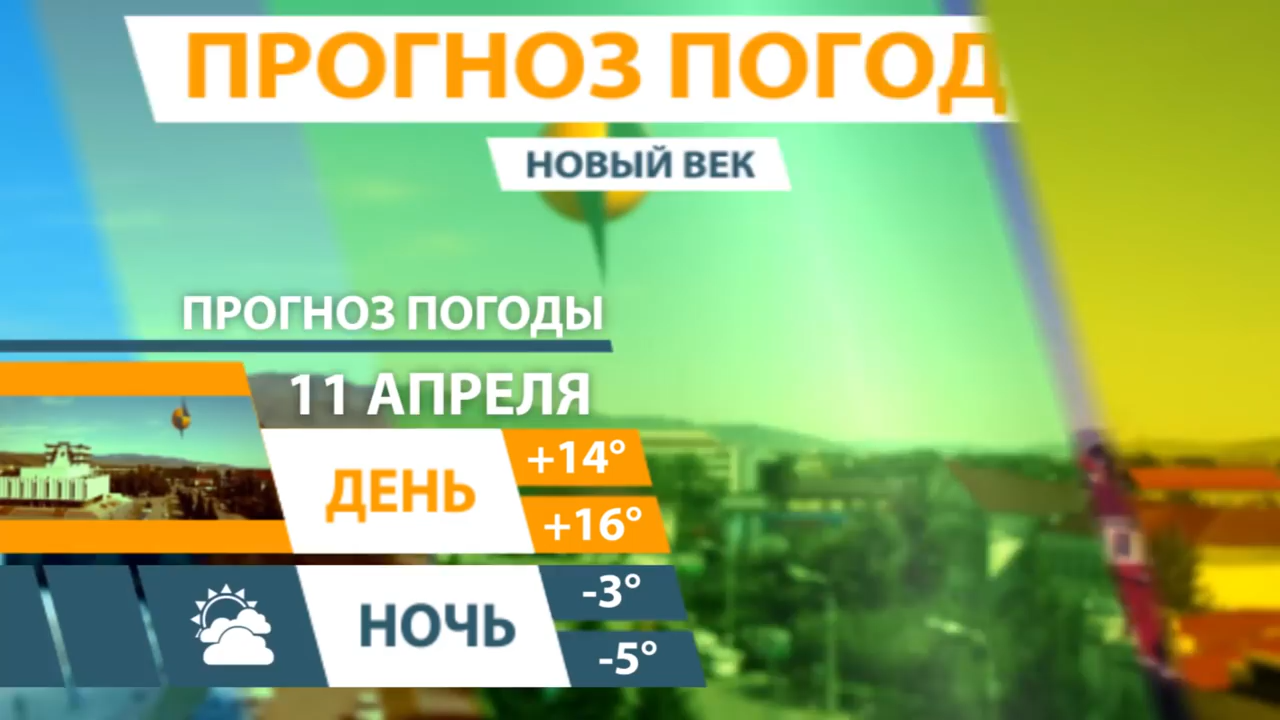 ПРОГНОЗ ПОГОД
НОВЫЙ ВЕК
ПРОГНОЗ ПОГОДЫ
11 АПРЕЛЯ
ДЕНЬ
+14°
+16°
НОЧЬ
-3°
-5°